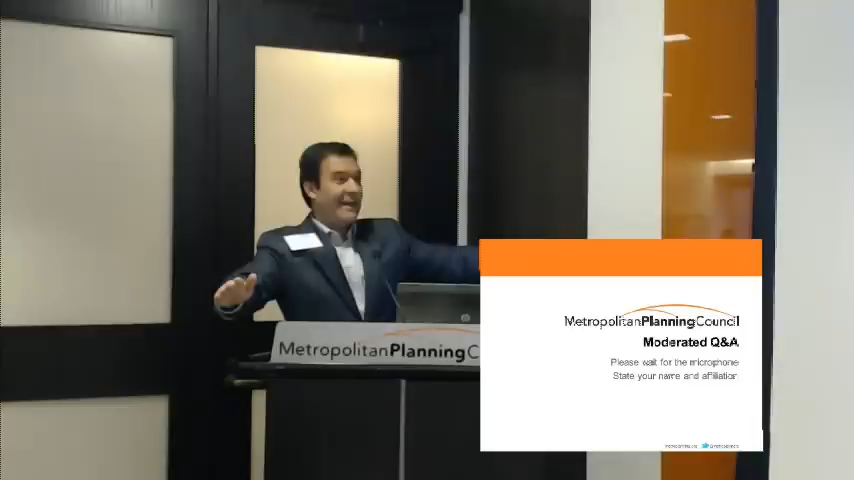 MetropolitanPlanningC
MetropolitanPlanningCouncil
Moderated Q&A
Please wait for the microphone
State your name and affiliation